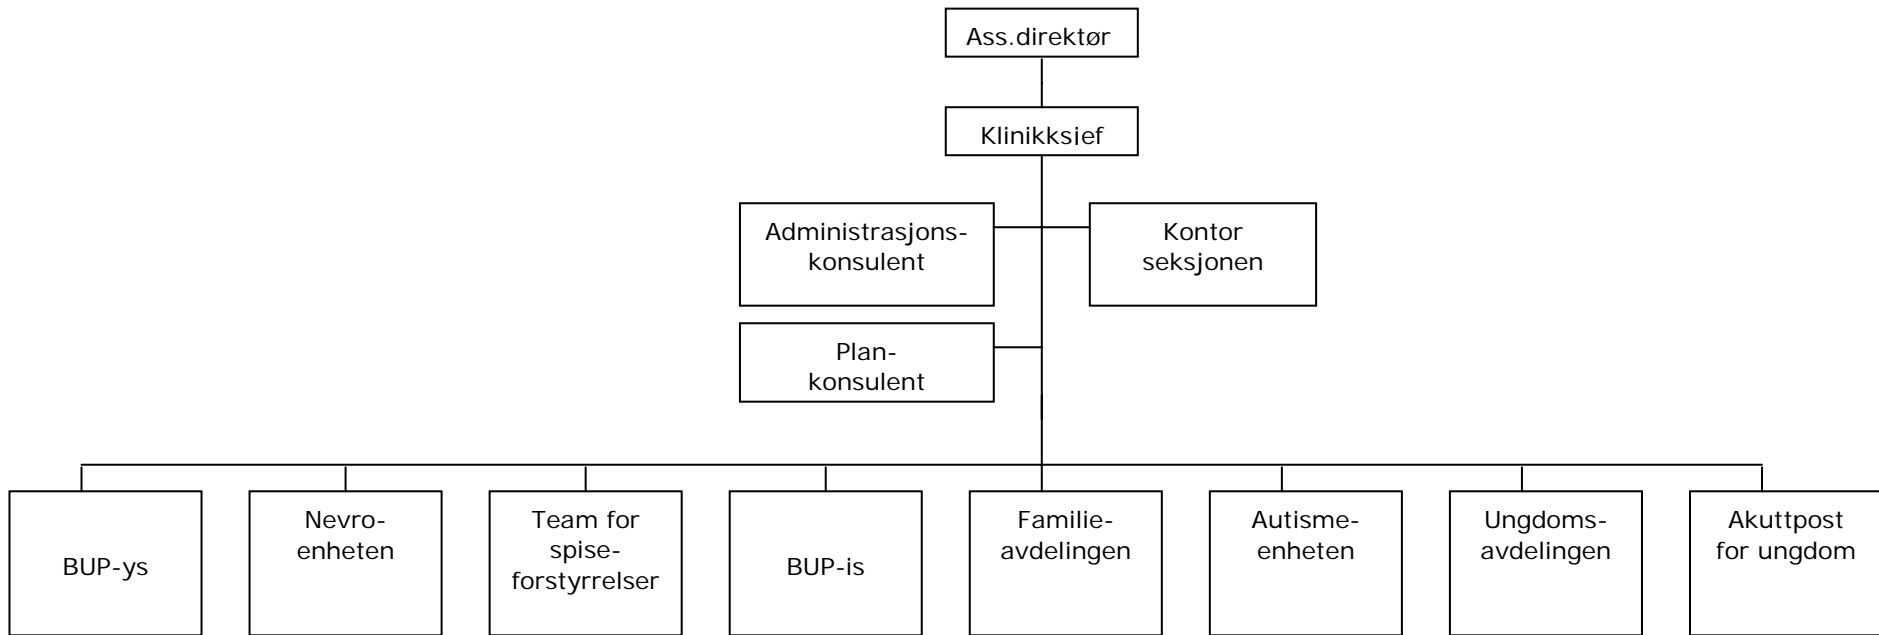 Ass.direktør
Klinikksjef
Administrasjons-
konsulent
Kontor
seksjonen
Plan-
konsulent
BUP-ys
Nevro-
enheten
Team for
spise-
forstyrrelser
BUP-is
Familie-
avdelingen
Autisme-
enheten
Ungdoms-
avdelingen
Akuttpost
for ungdom